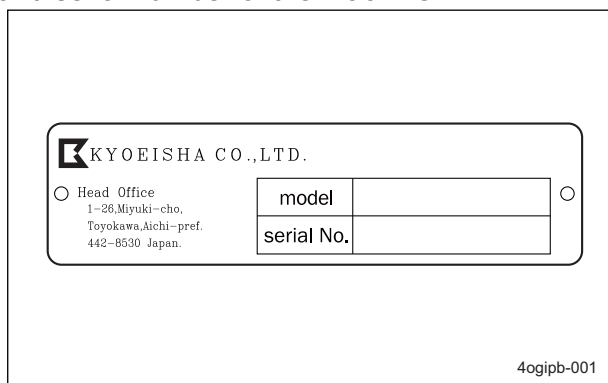 KYOEISHA CO.,LTD.
Head Office
1-26,Miyuki-cho,
Toyokawa,Aichi-pref.
442-8530 Japan.
model
serial No.
4ogipb-001